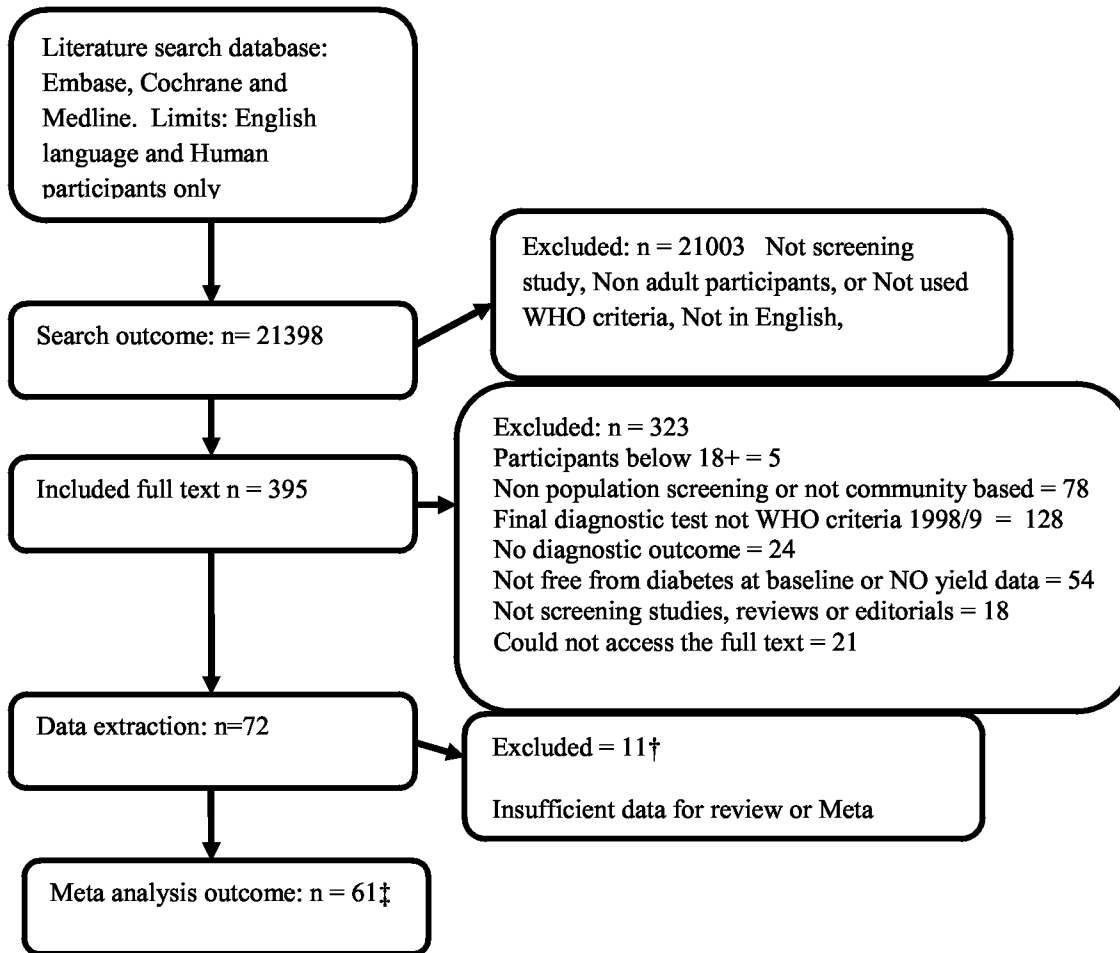 Literature search database:
Embase, Cochrane and
Medline.  Limits: English
language and Human
participants only
Excluded: n = 21003   Not screening
study, Non adult participants, or Not used
WHO criteria, Not in English,
Search outcome: n= 21398
Excluded: n = 323
Participants below 18+ = 5
Non population screening or not community based = 78
Final diagnostic test not WHO criteria 1998/9  =  128
No diagnostic outcome = 24
Not free from diabetes at baseline or NO yield data = 54
Not screening studies, reviews or editorials = 18
Could not access the full text = 21
Included full text n = 395
Data extraction: n=72
Excluded = 11†
Insufficient data for review or Meta
Meta analysis outcome: n = 61‡